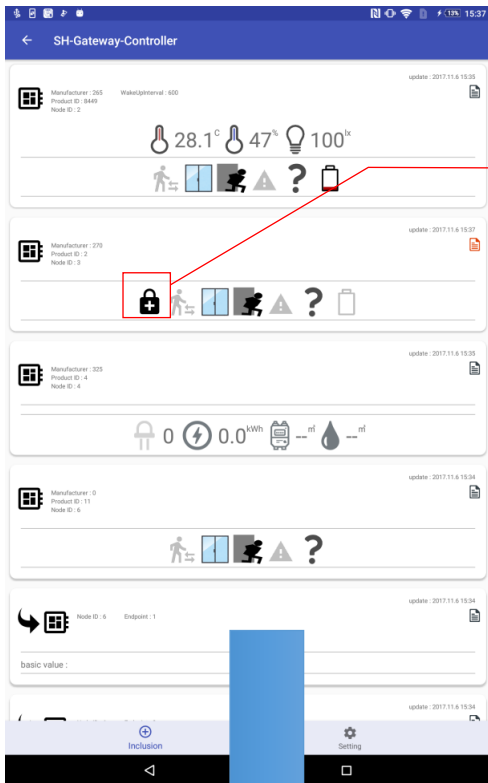 13% 15:37
SH-Gateway-Controller
update : 2017.11.6 15:35
Manufacturer : 265 WakeUpInterval : 600
Product ID : 8449
Node ID : 2
28.1 c 47 % 100 lx
update : 2017.11.6 15:37
Manufacturer : 270
Product ID : 2
Node ID : 3
update : 2017.11.6 15:35
Manufacturer : 325
Product ID : 4
Node ID : 4
0 0.0 kWh -- ㎥ -- ㎥
update : 2017.11.6 15:34
Manufacturer : 0
Product ID : 11
Node ID : 6
update : 2017.11.6 15:34
Node ID : 6 Endpoint : 1
basic value :
update : 2017.11.6 15:34
Inclusion Setting